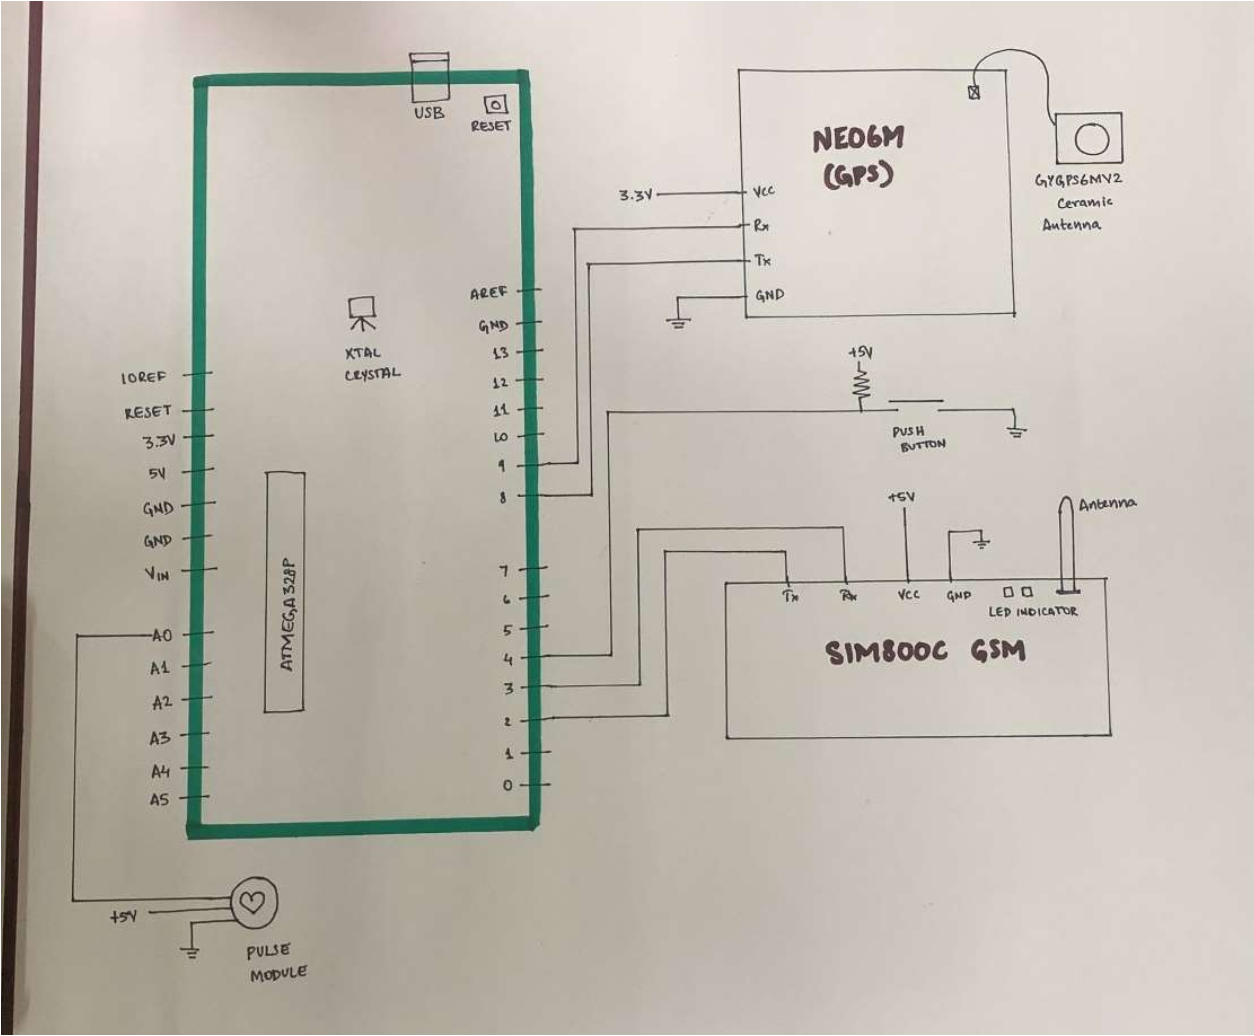 USB
RESET
XTAL
CRYSTAL
IOREF
RESET
3.3V
5V
GND
GND
VIN
A0
A1
A2
A3
A4
A5
ATMEGA328P
AREF
GND
13
12
11
10
9
8
7
6
5
4
3
2
1
0
NEO6M
(GPS)
3.3V
VCC
Rx
Tx
GND
GYGPS6MV2
Ceramic
Antenna
+5V
PUSH
BUTTON
+5V
Antenna
Tx
Rx
VCC
GND
LED INDICATOR
SIM800C GSM
+5V
PULSE
MODULE